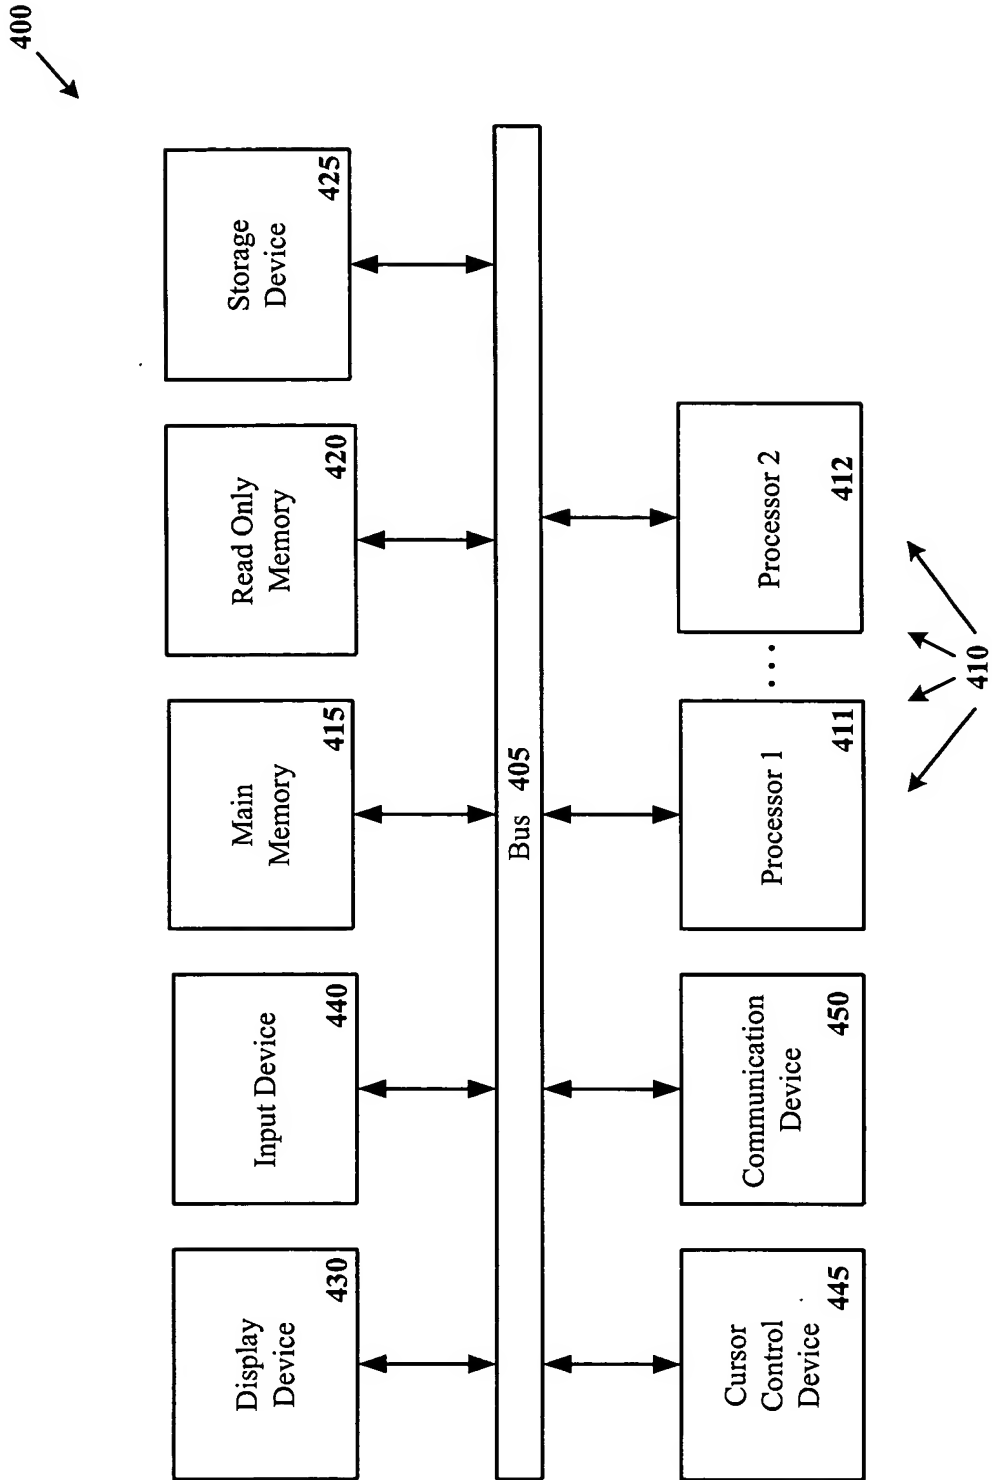 400
Display
Device
430
Input Device
440
Main
Memory
415
Read Only
Memory
420
Storage
Device
425
Bus 405
Cursor
Control
Device
445
Communication
Device
450
Processor 1
411
...
Processor 2
412
410